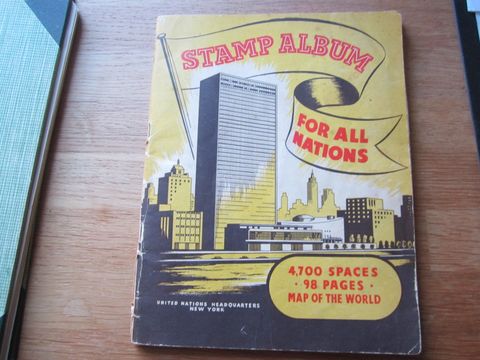 STAMP ALBUM
FOR ALL
NATIONS
4,700 SPACES
· 98 PAGES ·
MAP OF THE WORLD
UNITED NATIONS HEADQUARTERS
NEW YORK